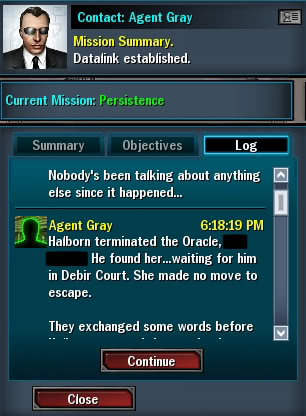 Contact: Agent Gray
Mission Summary.
Datalink established.
Current Mission: Persistence
Summary
Objectives
Log
Nobody's been talking about anything
else since it happened...
Agent Gray
6:18:19 PM
Halborn terminated the Oracle,
He found her...waiting for him
in Debir Court. She made no move to
escape.
They exchanged some words before
Continue
Close